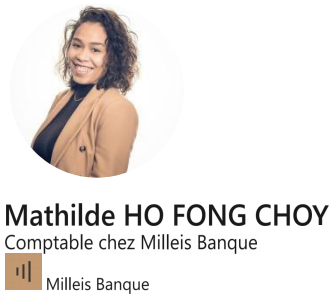 Mathilde HO FONG CHOY
Comptable chez Milleis Banque
Milleis Banque